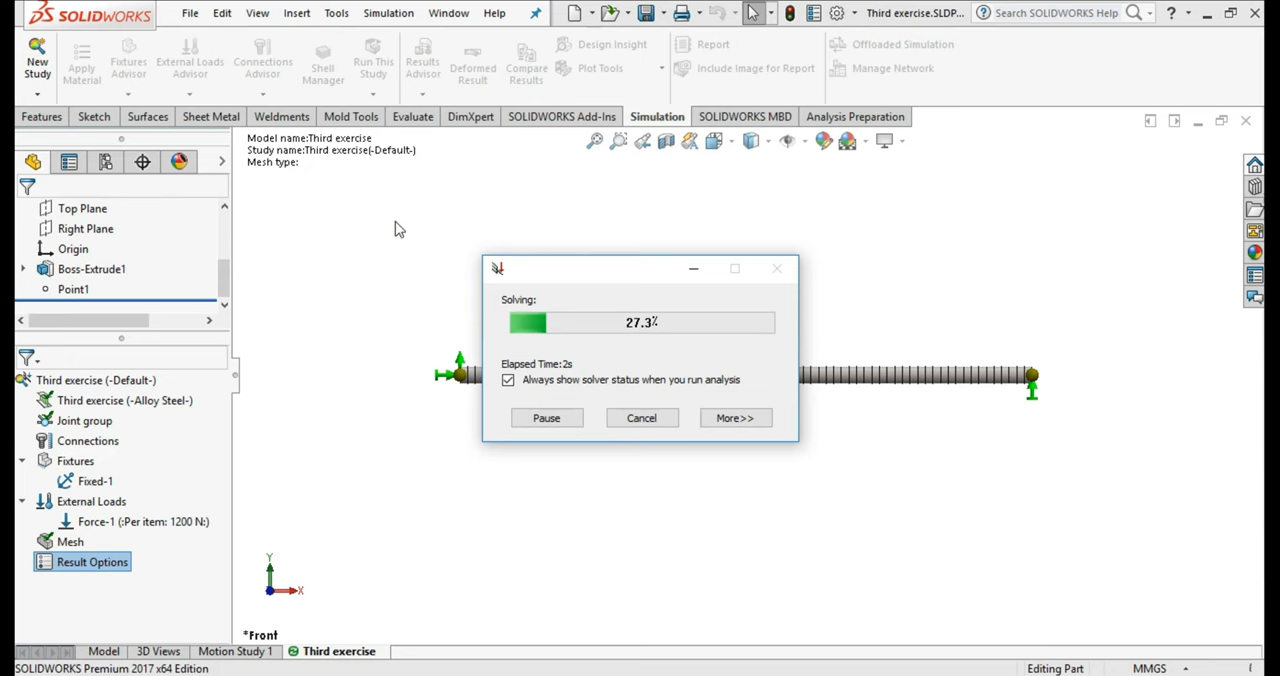 SOLIDWORKS File Edit View Insert Tools Simulation Window Help Third exercise.SLDP... Search SOLIDWORKS Help ?
New Study
Apply Material
Fixtures Advisor
External Loads Advisor
Connections Advisor
Shell Manager
Run This Study
Results Advisor
Deformed Result
Compare Results
Design Insight
Plot Tools
Report
Include Image for Report
Offloaded Simulation
Manage Network
Features Sketch Surfaces Sheet Metal Weldments Mold Tools Evaluate DimXpert SOLIDWORKS Add-Ins Simulation SOLIDWORKS MBD Analysis Preparation
Model name:Third exercise
Study name:Third exercise(-Default-)
Mesh type:
Top Plane
Right Plane
Origin
Boss-Extrude1
Point1
Third exercise (-Default-)
Third exercise (-Alloy Steel-)
Joint group
Connections
Fixtures
Fixed-1
External Loads
Force-1 (:Per item: 1200 N:)
Mesh
Result Options
Solving:
27.3%
Elapsed Time:2s
Always show solver status when you run analysis
Pause Cancel More>>
Y
X
*Front
Model 3D Views Motion Study 1 Third exercise
SOLIDWORKS Premium 2017 x64 Edition Editing Part MMGS